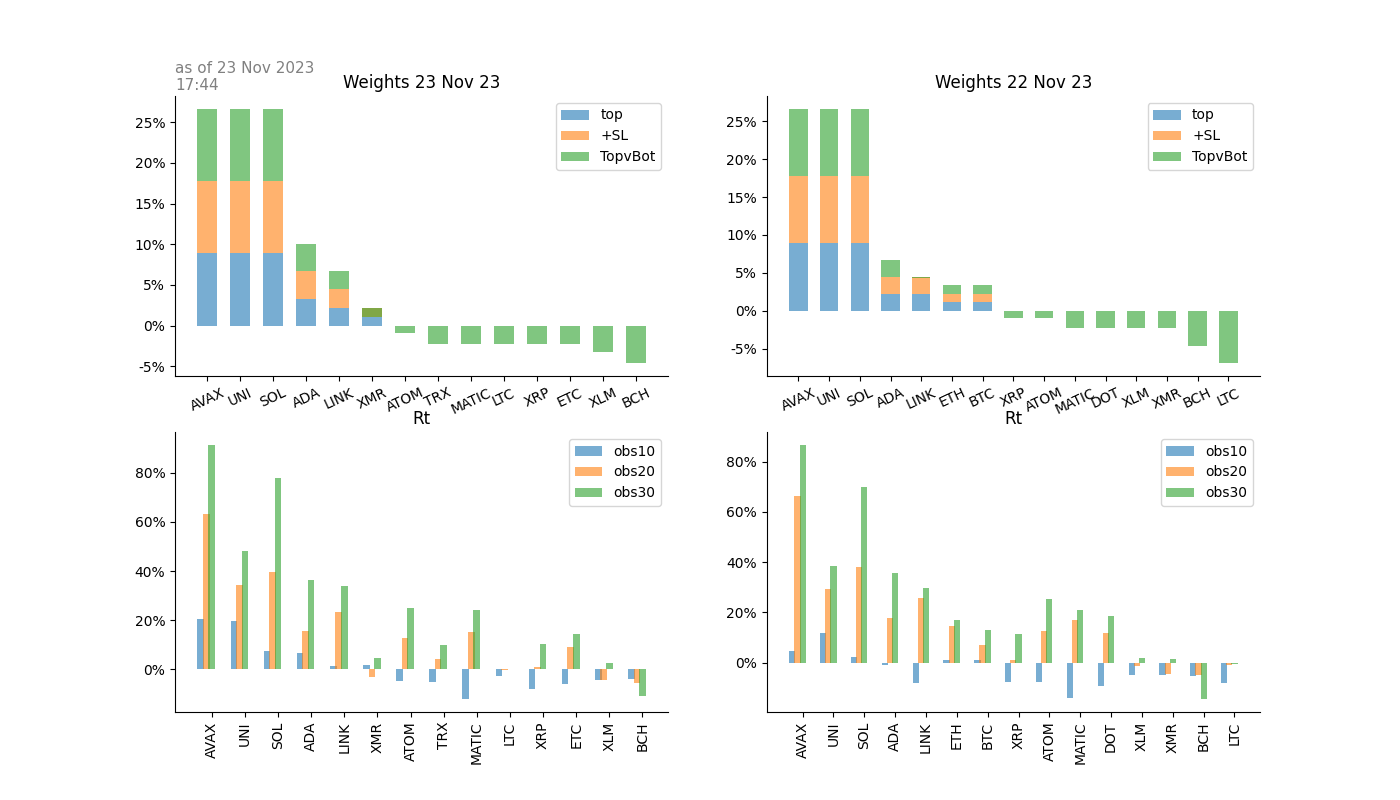 as of 23 Nov 2023
17:44
Weights 23 Nov 23
25%
20%
15%
10%
5%
0%
-5%
top
+SL
TopvBot
AVAX UNI SOL ADA LINK XMR ATOM TRX MATIC LTC XRP ETC XLM BCH
Weights 22 Nov 23
25%
20%
15%
10%
5%
0%
-5%
top
+SL
TopvBot
AVAX UNI SOL ADA LINK ETH BTC XRP ATOM MATIC DOT XLM XMR BCH LTC
Rt
80%
60%
40%
20%
0%
obs10
obs20
obs30
AVAX UNI SOL ADA LINK XMR ATOM TRX MATIC LTC XRP ETC XLM BCH
Rt
80%
60%
40%
20%
0%
obs10
obs20
obs30
AVAX UNI SOL ADA LINK ETH BTC XRP ATOM MATIC DOT XLM XMR BCH LTC